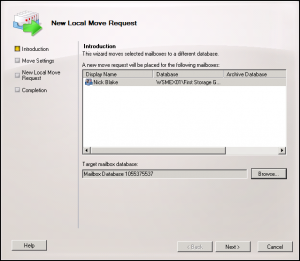 New Local Move Request
Introduction
Move Settings
New Local Move
Request
Completion
Introduction
This wizard moves selected mailboxes to a different database.
A new move request will be placed for the following mailboxes:
Display Name Database Archive Database
Nick Blake WSMEX01\First Storage G...
Target mailbox database:
Mailbox Database 1055375537
Browse...
Help
< Back
Next >
Cancel